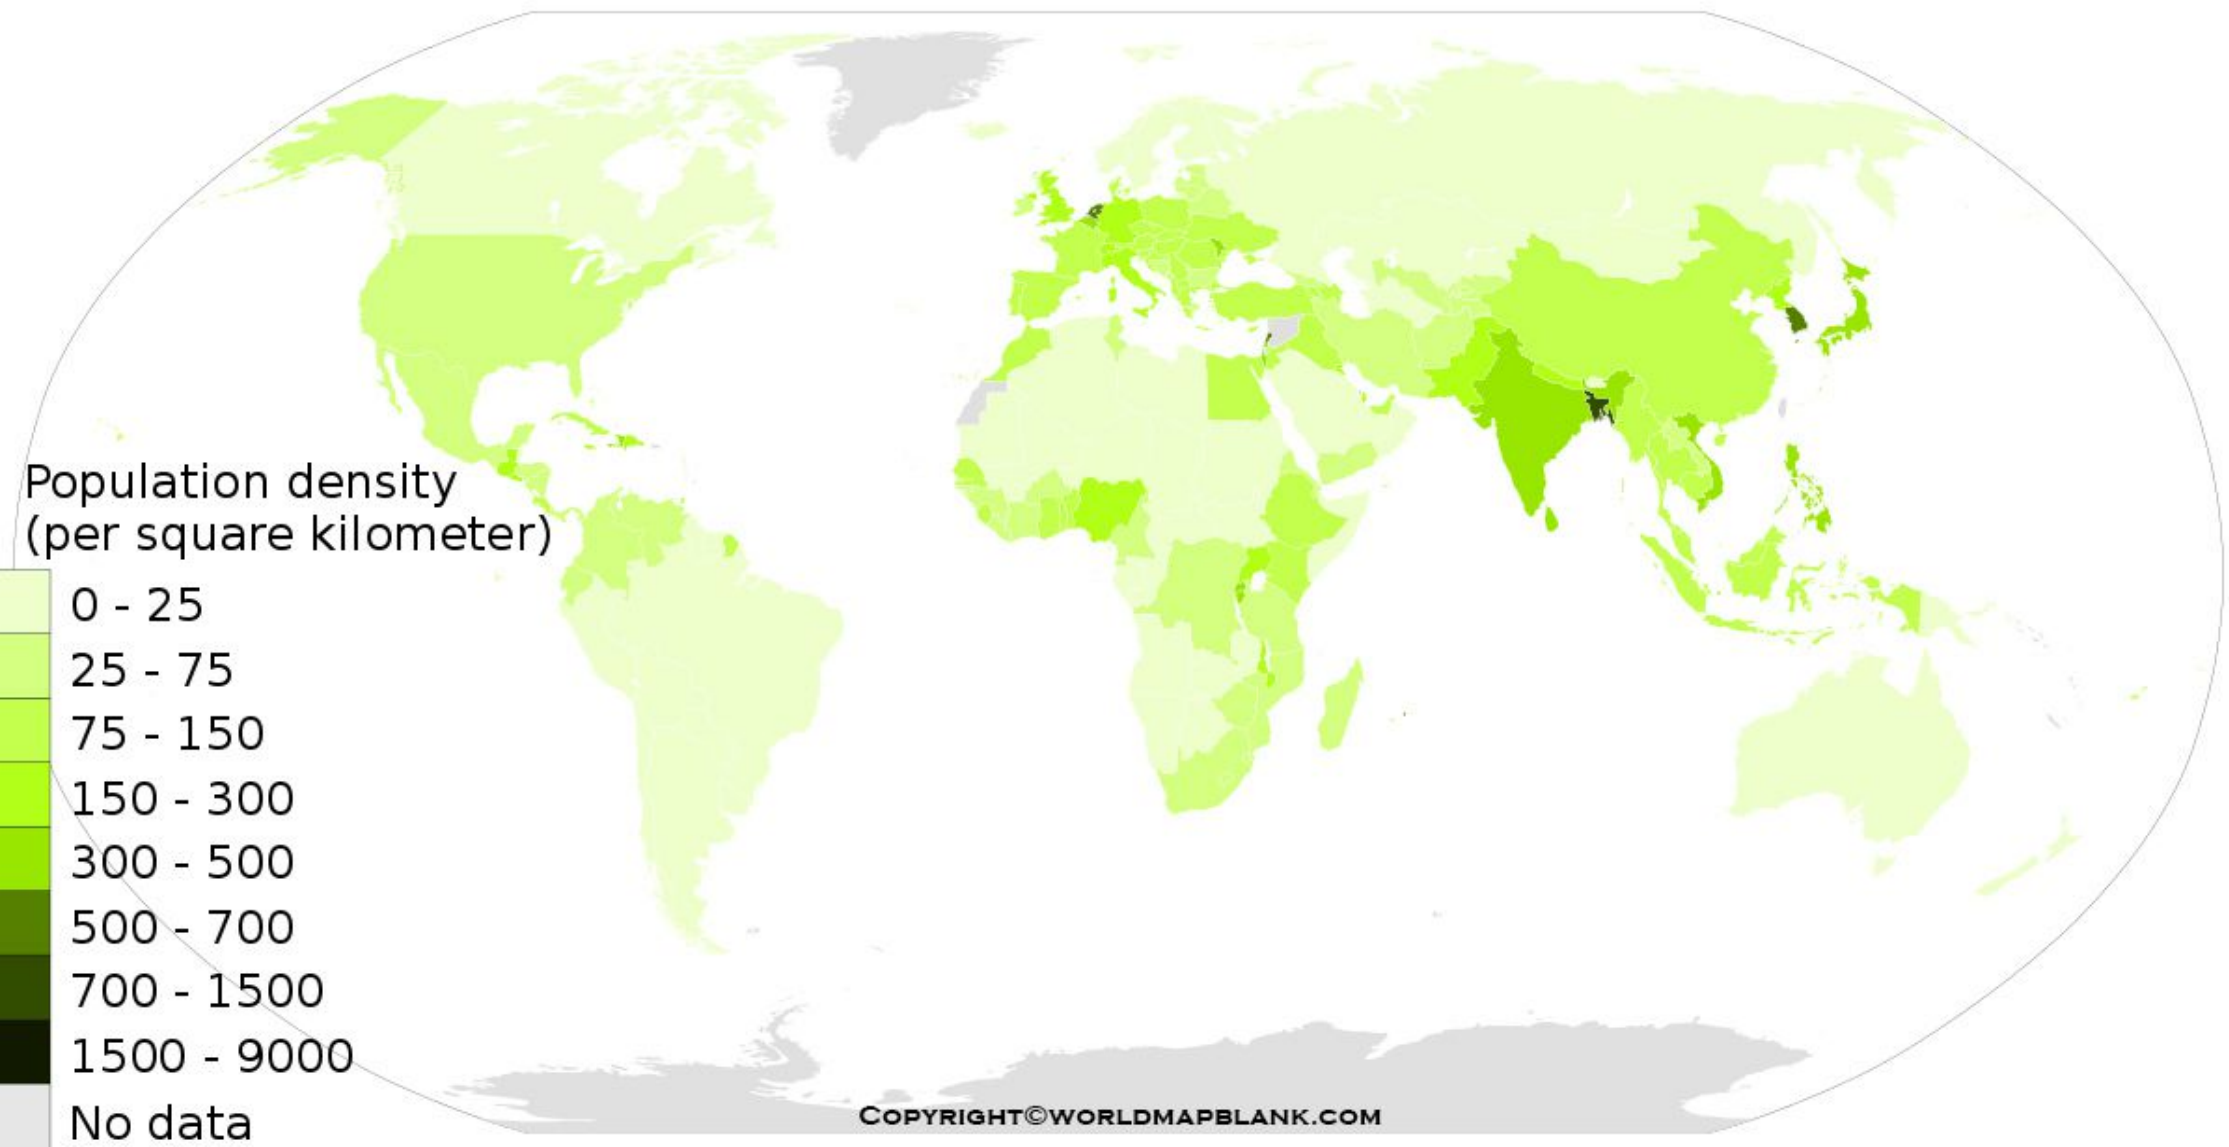 Population density
(per square kilometer)
0 - 25
25 - 75
75 - 150
150 - 300
300 - 500
500 - 700
700 - 1500
1500 - 9000
No data
COPYRIGHT©WORLDMAPBLANK.COM